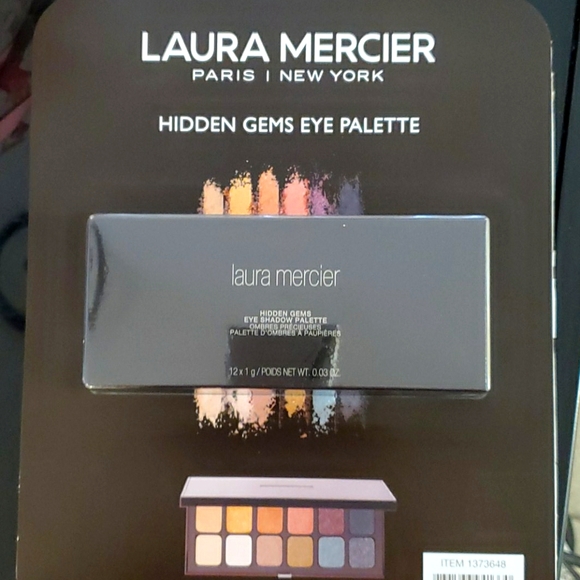 LAURA MERCIER
PARIS | NEW YORK
HIDDEN GEMS EYE PALETTE
laura mercier
HIDDEN GEMS
EYE SHADOW PALETTE
OMBRES PRÉCIEUSES
PALETTE D'OMBRES À PAUPIÈRES
12 x 1 g / POIDS NET WT. 0.03 OZ.
ITEM 1373648